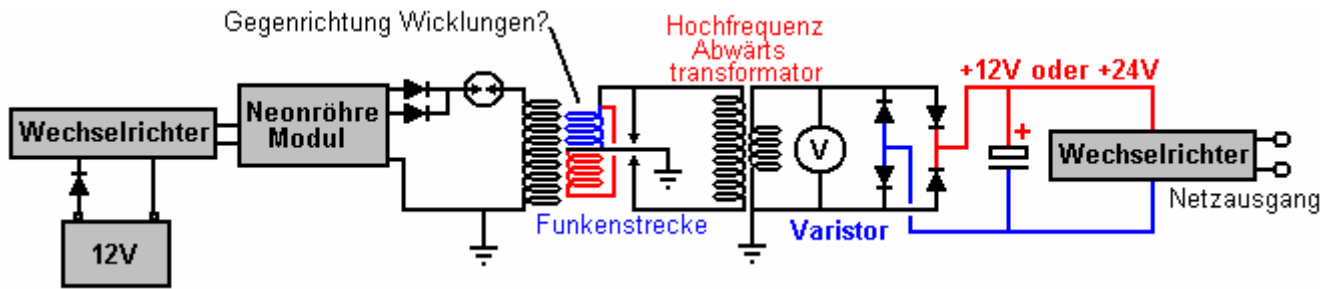 Gegenrichtung Wicklungen?
Hochfrequenz
Abwärts
transformator
+12V oder +24V
Wechselrichter
Neonröhre
Modul
V
+
Wechselrichter
Netzausgang
Funkenstrecke
Varistor
12V